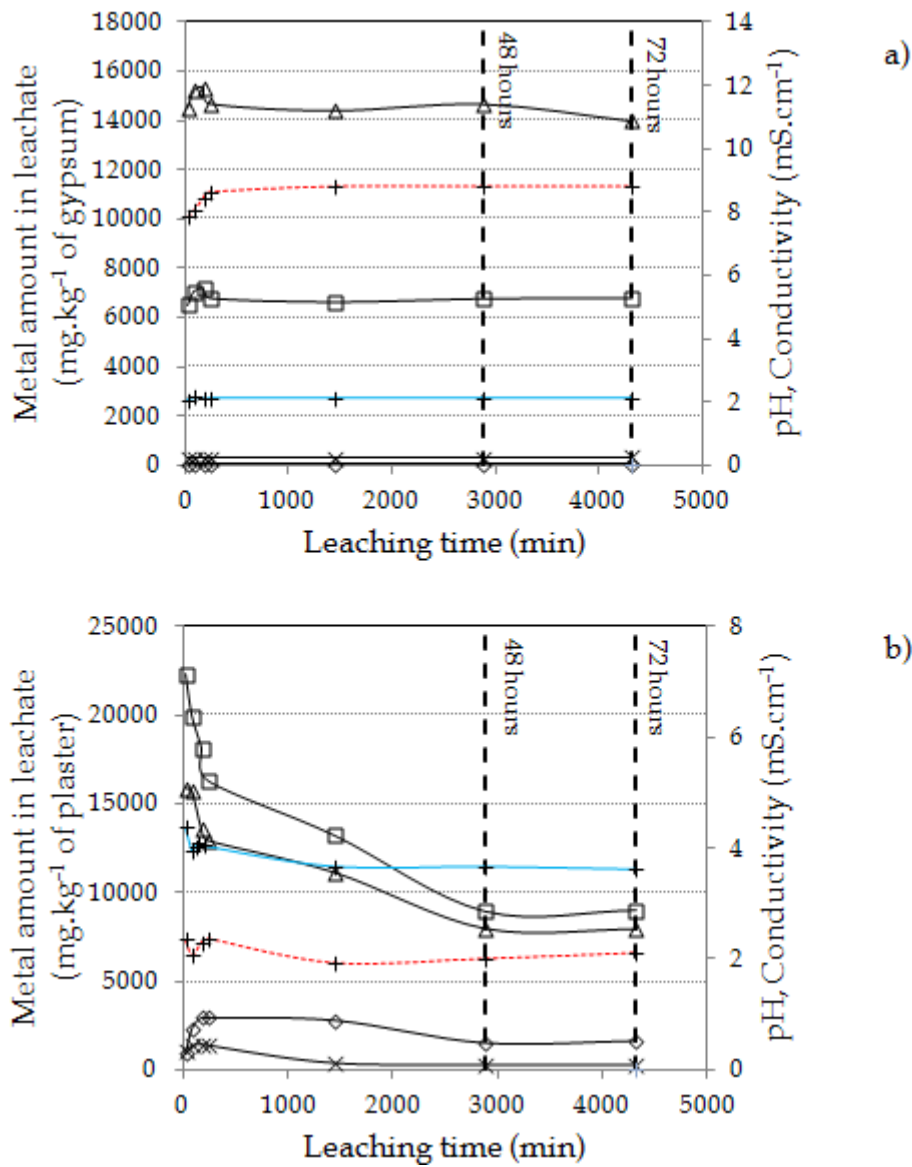 a)
Metal amount in leachate
(mg.kg⁻¹ of gypsum)
18000
16000
14000
12000
10000
8000
6000
4000
2000
0
14
12
10
8
6
4
2
0
pH, Conductivity (mS.cm⁻¹)
48 hours
72 hours
0 1000 2000 3000 4000 5000
Leaching time (min)
b)
Metal amount in leachate
(mg.kg⁻¹ of plaster)
25000
20000
15000
10000
5000
0
8
6
4
2
0
pH, Conductivity (mS.cm⁻¹)
48 hours
72 hours
0 1000 2000 3000 4000 5000
Leaching time (min)